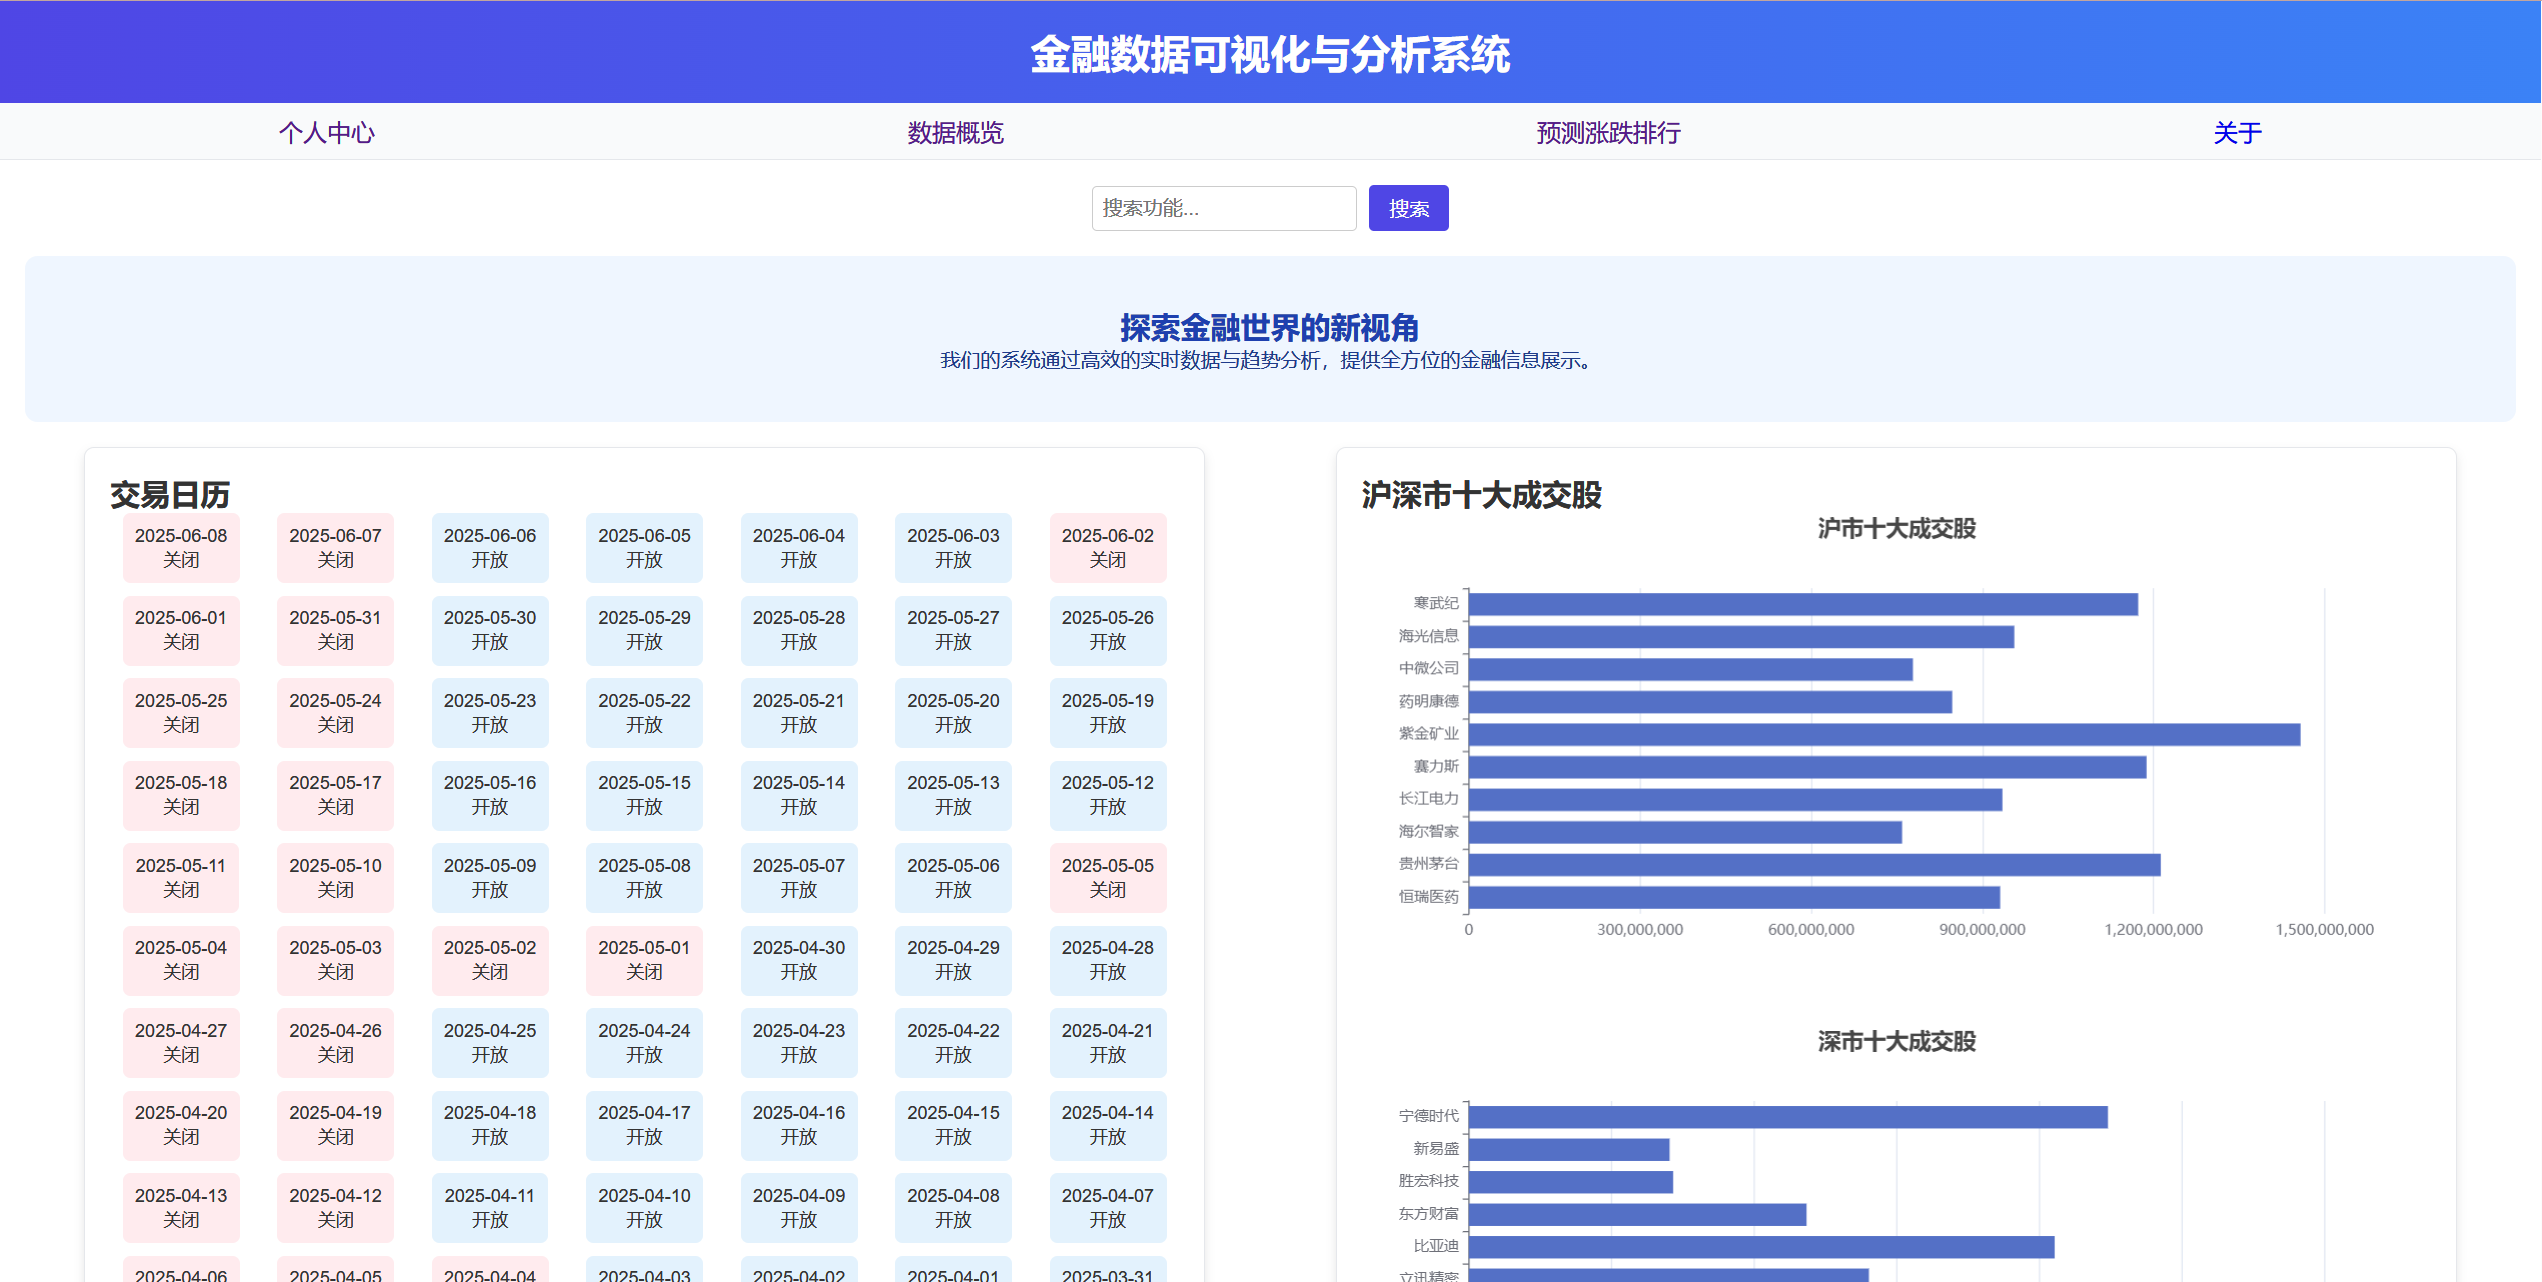 金融数据可视化与分析系统
个人中心 数据概览 预测涨跌排行 关于
搜索功能... 搜索
探索金融世界的新视角
我们的系统通过高效的实时数据与趋势分析，提供全方位的金融信息展示。
交易日历
2025-06-08 2025-06-07 2025-06-06 2025-06-05 2025-06-04 2025-06-03 2025-06-02
关闭 关闭 开放 开放 开放 开放 关闭
2025-06-01 2025-05-31 2025-05-30 2025-05-29 2025-05-28 2025-05-27 2025-05-26
关闭 关闭 开放 开放 开放 开放 开放
2025-05-25 2025-05-24 2025-05-23 2025-05-22 2025-05-21 2025-05-20 2025-05-19
关闭 关闭 开放 开放 开放 开放 开放
2025-05-18 2025-05-17 2025-05-16 2025-05-15 2025-05-14 2025-05-13 2025-05-12
关闭 关闭 开放 开放 开放 开放 开放
2025-05-11 2025-05-10 2025-05-09 2025-05-08 2025-05-07 2025-05-06 2025-05-05
关闭 关闭 开放 开放 开放 开放 关闭
2025-05-04 2025-05-03 2025-05-02 2025-05-01 2025-04-30 2025-04-29 2025-04-28
关闭 关闭 关闭 关闭 开放 开放 开放
2025-04-27 2025-04-26 2025-04-25 2025-04-24 2025-04-23 2025-04-22 2025-04-21
关闭 关闭 开放 开放 开放 开放 开放
2025-04-20 2025-04-19 2025-04-18 2025-04-17 2025-04-16 2025-04-15 2025-04-14
关闭 关闭 开放 开放 开放 开放 开放
2025-04-13 2025-04-12 2025-04-11 2025-04-10 2025-04-09 2025-04-08 2025-04-07
关闭 关闭 开放 开放 开放 开放 开放
2025-04-06 2025-04-05 2025-04-04 2025-04-03 2025-04-02 2025-04-01 2025-03-31
沪深市十大成交股
沪市十大成交股
寒武纪
海光信息
中微公司
药明康德
紫金矿业
赛力斯
长江电力
海尔智家
贵州茅台
恒瑞医药
0 300,000,000 600,000,000 900,000,000 1,200,000,000 1,500,000,000
深市十大成交股
宁德时代
新易盛
胜宏科技
东方财富
比亚迪
立讯精密